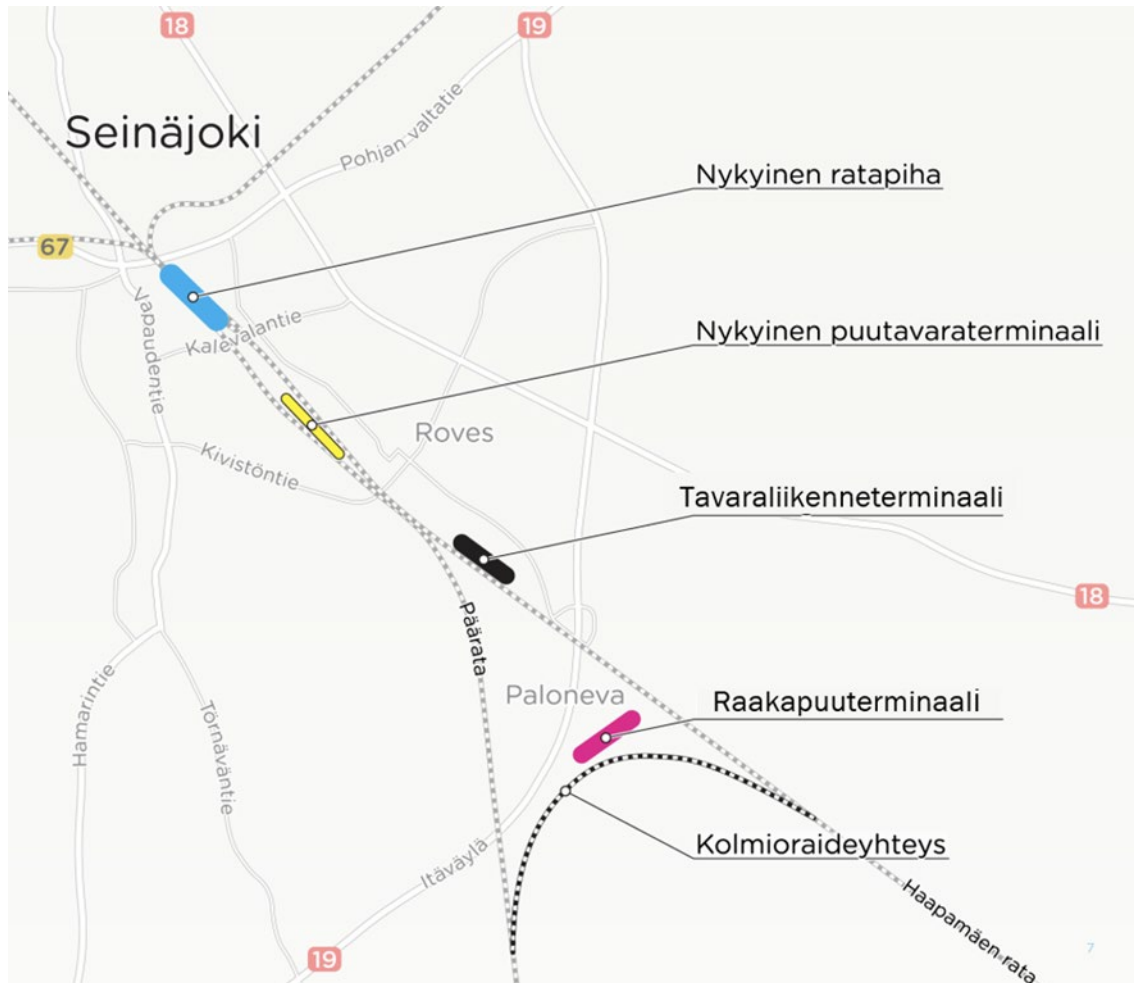 18
19
Seinäjoki
Pohjan valtatie
Nykyinen ratapiha
67
Vapaudentie
Kalevalantie
Nykyinen puutavaraterminaali
Roves
Kivistöntie
Tavaraliikenneterminaali
18
Päärata
Hamarintie
Törnäväntie
Paloneva
Raakapuuterminaali
Kolmioraideyhteys
Itäväylä
Haapamäen rata
19
7